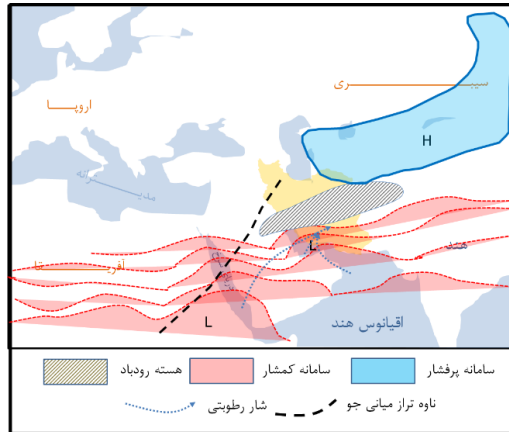 سیبری
اروپا
H
مدیترانه
هند
L
آفریقا
L
اقیانوس هند
سامانه پرفشار
سامانه کمشار
هسته رودباد
ناوه تراز میانی جو
شار رطوبتی